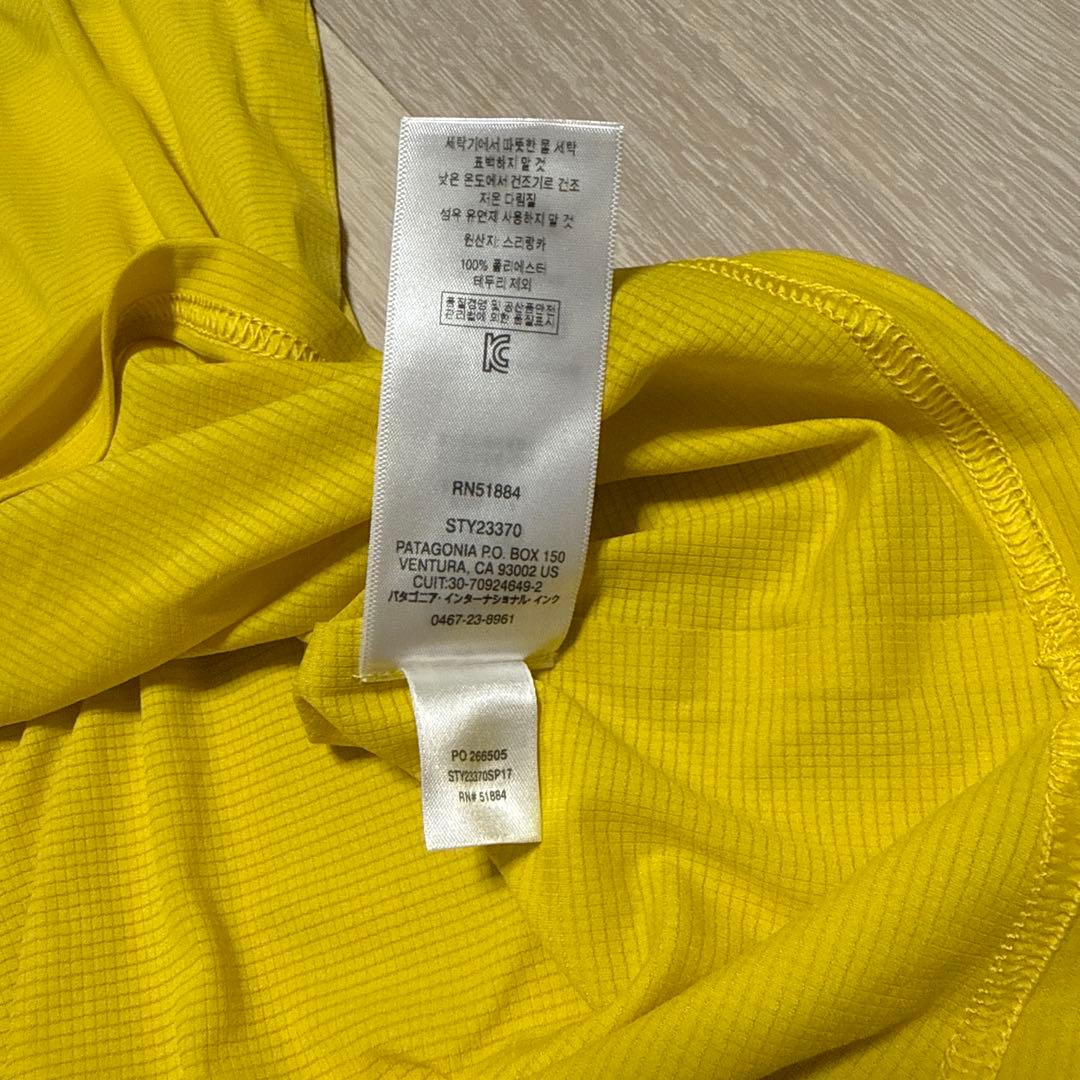 세탁기에서 따뜻한 물 세탁
표백하지 말 것
낮은 온도에서 건조기로 건조
저온 다림질
섬유 유연제 사용하지 말 것
원산지: 스리랑카
100% 폴리에스터
테두리 제외
품질경영 및 공산품안전
관리법에 의한 품질표시
RN51884
STY23370
PATAGONIA P.O. BOX 150
VENTURA, CA 93002 US
CUIT:30-70924649-2
パタゴニア・インターナショナル・インク
0467-23-8961
PO 266505
STY23370SP17
RN# 51884